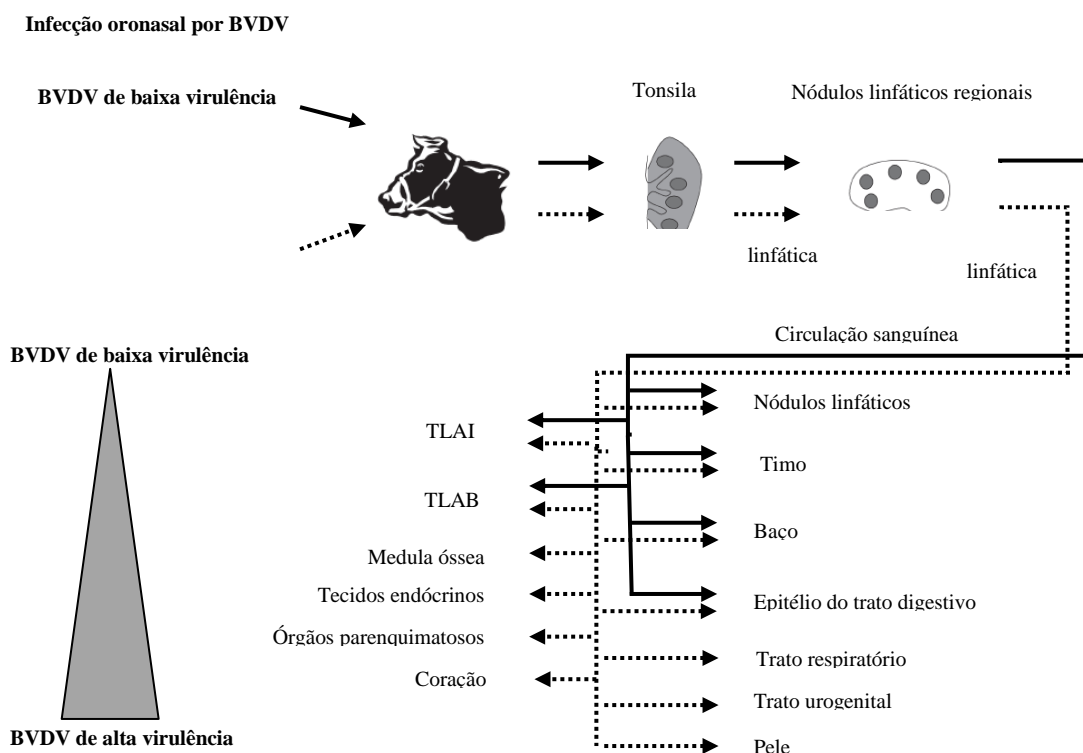 Infecção oronasal por BVDV
BVDV de baixa virulência
Tonsila
Nódulos linfáticos regionais
linfática
linfática
Circulação sanguínea
BVDV de baixa virulência
Nódulos linfáticos
TLAI
Timo
TLAB
Baço
Medula óssea
Tecidos endócrinos
Epitélio do trato digestivo
Órgãos parenquimatosos
Trato respiratório
Coração
Trato urogenital
BVDV de alta virulência
Pele